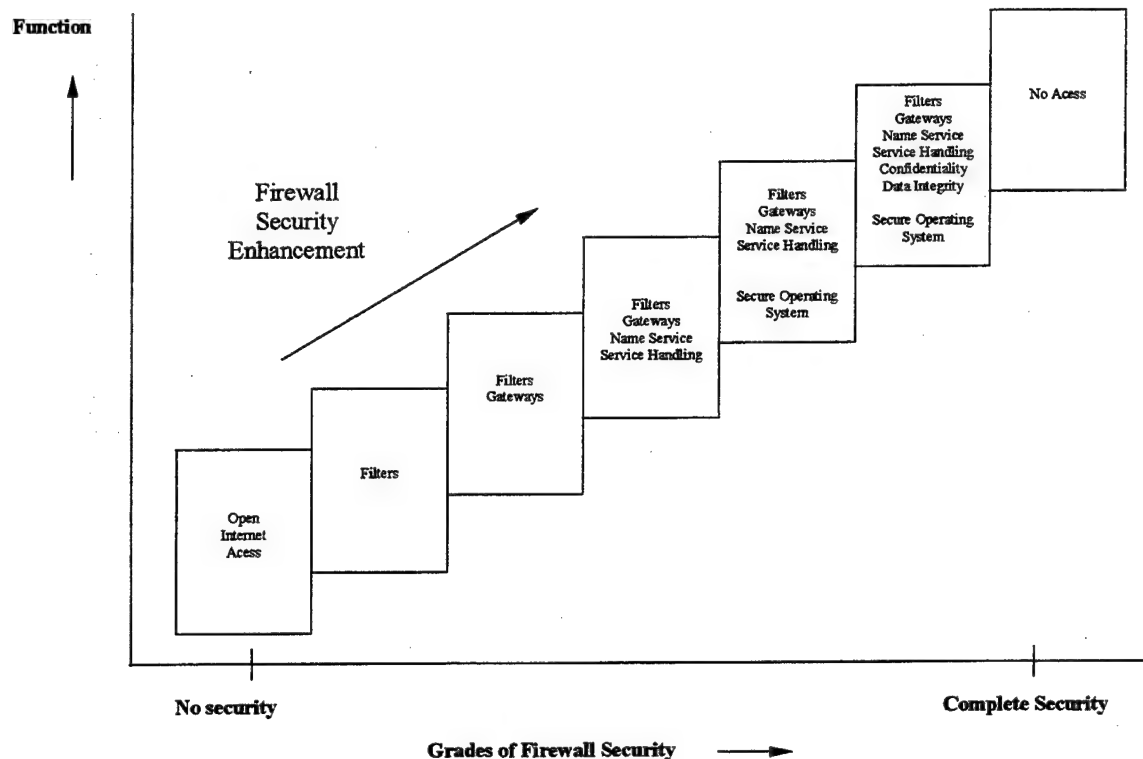 Function
No Acess
Filters
Gateways
Name Service
Service Handling
Confidentiality
Data Integrity
Secure Operating
System
Filters
Gateways
Name Service
Service Handling
Secure Operating
System
Firewall
Security
Enhancement
Filters
Gateways
Name Service
Service Handling
Filters
Gateways
Filters
Open
Internet
Acess
No security
Complete Security
Grades of Firewall Security